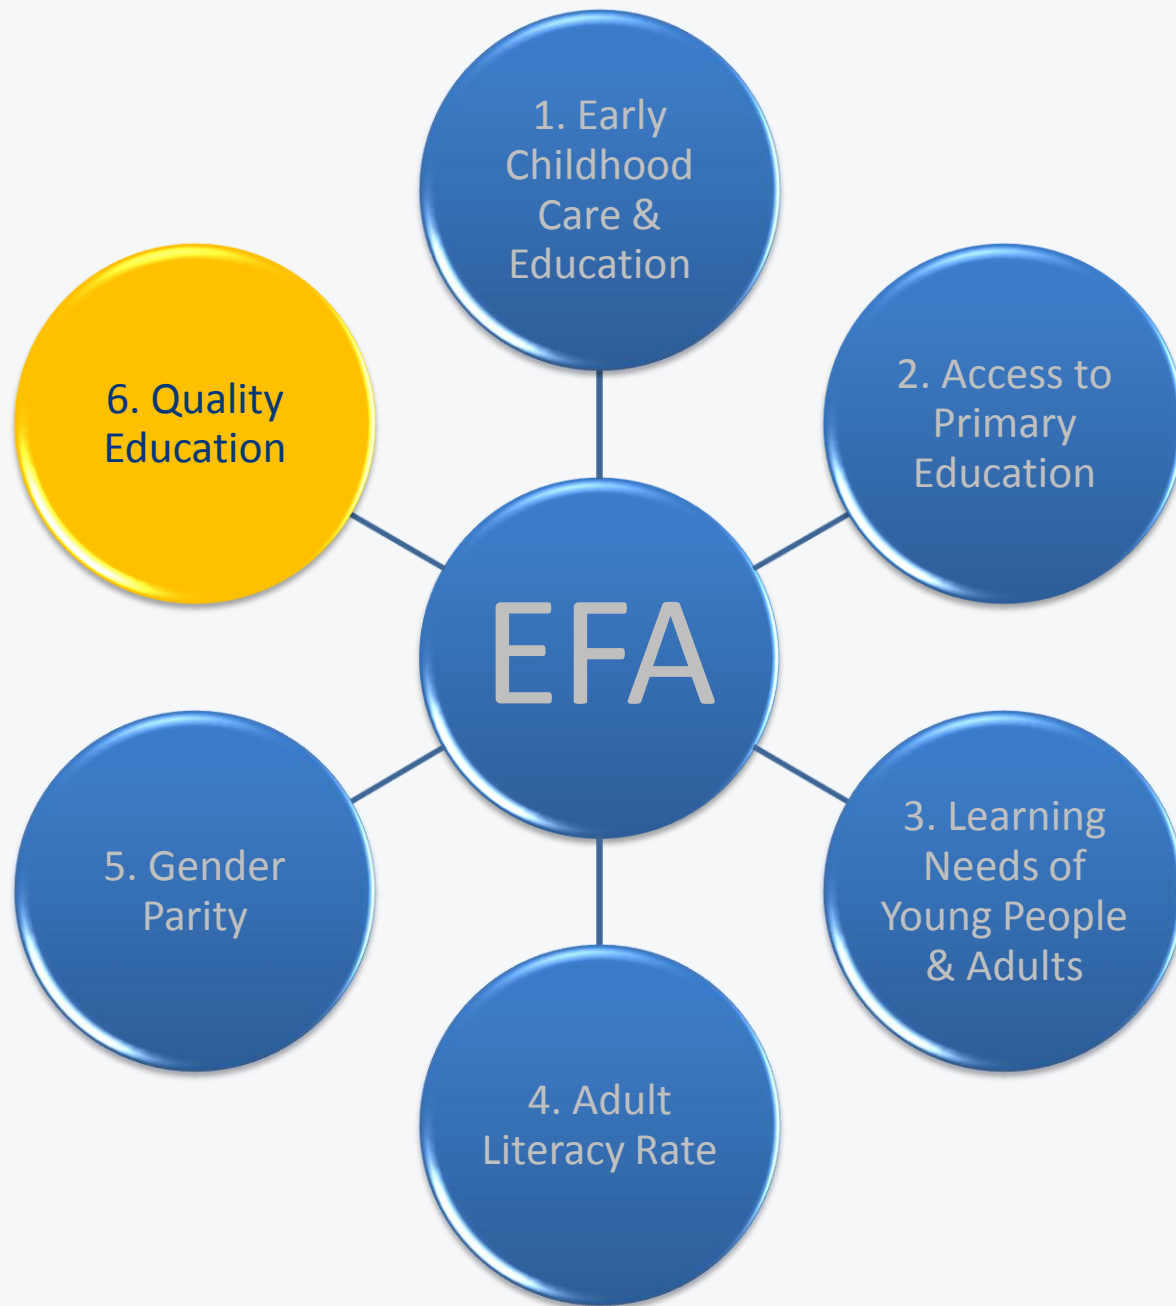 1. Early
Childhood
Care &
Education
2. Access to
Primary
Education
3. Learning
Needs of
Young People
& Adults
4. Adult
Literacy Rate
5. Gender
Parity
6. Quality
Education
EFA